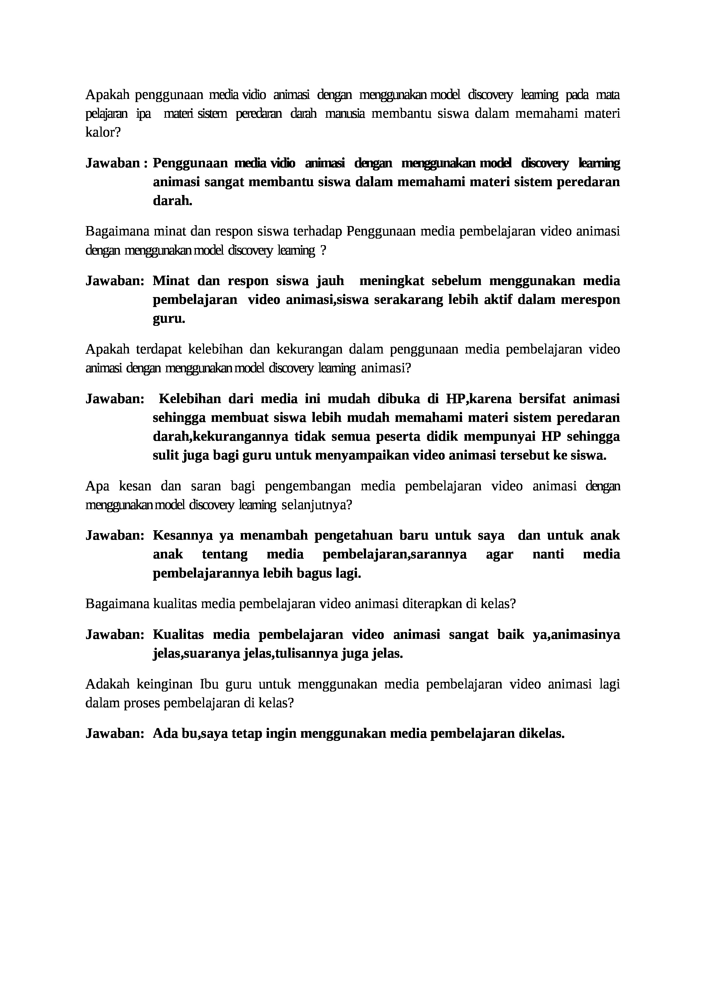 Apakah penggunaan media vidio animasi dengan menggunakan model discovery learning pada mata
pelajaran ipa materi sistem peredaran darah manusia membantu siswa dalam memahami materi
kalor?
Jawaban : Penggunaan media vidio animasi dengan menggunakan model discovery learning
animasi sangat membantu siswa dalam memahami materi sistem peredaran
darah.
Bagaimana minat dan respon siswa terhadap Penggunaan media pembelajaran video animasi
dengan menggunakan model discovery learning ?
Jawaban: Minat dan respon siswa jauh meningkat sebelum menggunakan media
pembelajaran video animasi,siswa serakarang lebih aktif dalam merespon
guru.
Apakah terdapat kelebihan dan kekurangan dalam penggunaan media pembelajaran video
animasi dengan menggunakan model discovery learning animasi?
Jawaban: Kelebihan dari media ini mudah dibuka di HP,karena bersifat animasi
sehingga membuat siswa lebih mudah memahami materi sistem peredaran
darah,kekurangannya tidak semua peserta didik mempunyai HP sehingga
sulit juga bagi guru untuk menyampaikan video animasi tersebut ke siswa.
Apa kesan dan saran bagi pengembangan media pembelajaran video animasi dengan
menggunakan model discovery learning selanjutnya?
Jawaban: Kesannya ya menambah pengetahuan baru untuk saya dan untuk anak
anak tentang media pembelajaran,sarannya agar nanti media
pembelajarannya lebih bagus lagi.
Bagaimana kualitas media pembelajaran video animasi diterapkan di kelas?
Jawaban: Kualitas media pembelajaran video animasi sangat baik ya,animasinya
jelas,suaranya jelas,tulisannya juga jelas.
Adakah keinginan Ibu guru untuk menggunakan media pembelajaran video animasi lagi
dalam proses pembelajaran di kelas?
Jawaban: Ada bu,saya tetap ingin menggunakan media pembelajaran dikelas.